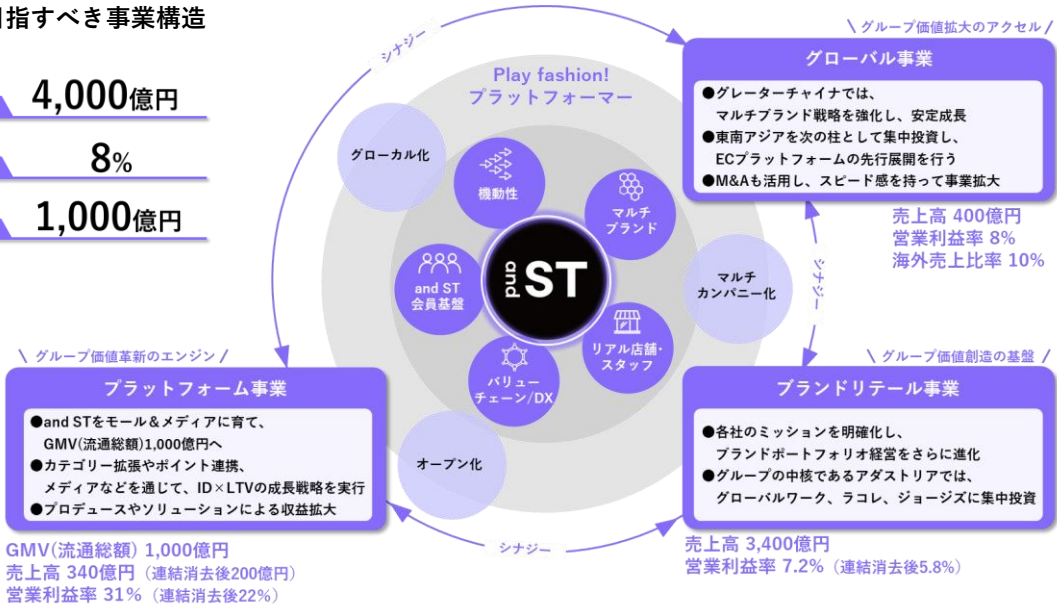 指すべき事業構造
4,000億円
8%
1,000億円
シナジー
Play fashion!
プラットフォーマー
グローカル化
機動性
マルチ
ブランド
and ST
会員基盤
and ST
マルチ
カンパニー化
リアル店舗・
スタッフ
バリュー
チェーン/DX
オープン化
\ グループ価値拡大のアクセル /
グローバル事業
●グレーターチャイナでは、
マルチブランド戦略を強化し、安定成長
●東南アジアを次の柱として集中投資し、
ECプラットフォームの先行展開を行う
●M&Aも活用し、スピード感を持って事業拡大
売上高 400億円
営業利益率 8%
海外売上比率 10%
シナジー
\ グループ価値革新のエンジン /
プラットフォーム事業
●and STをモール＆メディアに育て、
GMV(流通総額)1,000億円へ
●カテゴリー拡張やポイント連携、
メディアなどを通じて、ID×LTVの成長戦略を実行
●プロデュースやソリューションによる収益拡大
GMV(流通総額) 1,000億円
売上高 340億円（連結消去後200億円）
営業利益率 31%（連結消去後22%）
シナジー
\ グループ価値創造の基盤 /
ブランドリテール事業
●各社のミッションを明確化し、
ブランドポートフォリオ経営をさらに進化
●グループの中核であるアダストリアでは、
グローバルワーク、ラコレ、ジョージズに集中投資
売上高 3,400億円
営業利益率 7.2%（連結消去後5.8%）